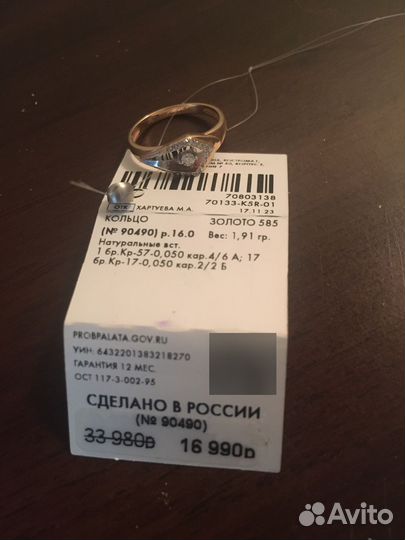 70803138
70133-K5R-01
17.11.23
ОТК ХАРТУЕВА М.А.
КОЛЬЦО ЗОЛОТО 585
(№ 90490) р.16.0 Вес: 1,91 гр.
Натуральные вст.
1 бр.Кр-57-0,050 кар.4/6 А; 17
бр.Кр-17-0,050 кар.2/2 Б
PROBPALATA.GOV.RU
УИН: 6432201383218270
ГАРАНТИЯ 12 МЕС.
ОСТ 117-3-002-95
СДЕЛАНО В РОССИИ
(№ 90490)
33 980р 16 990р
Avito